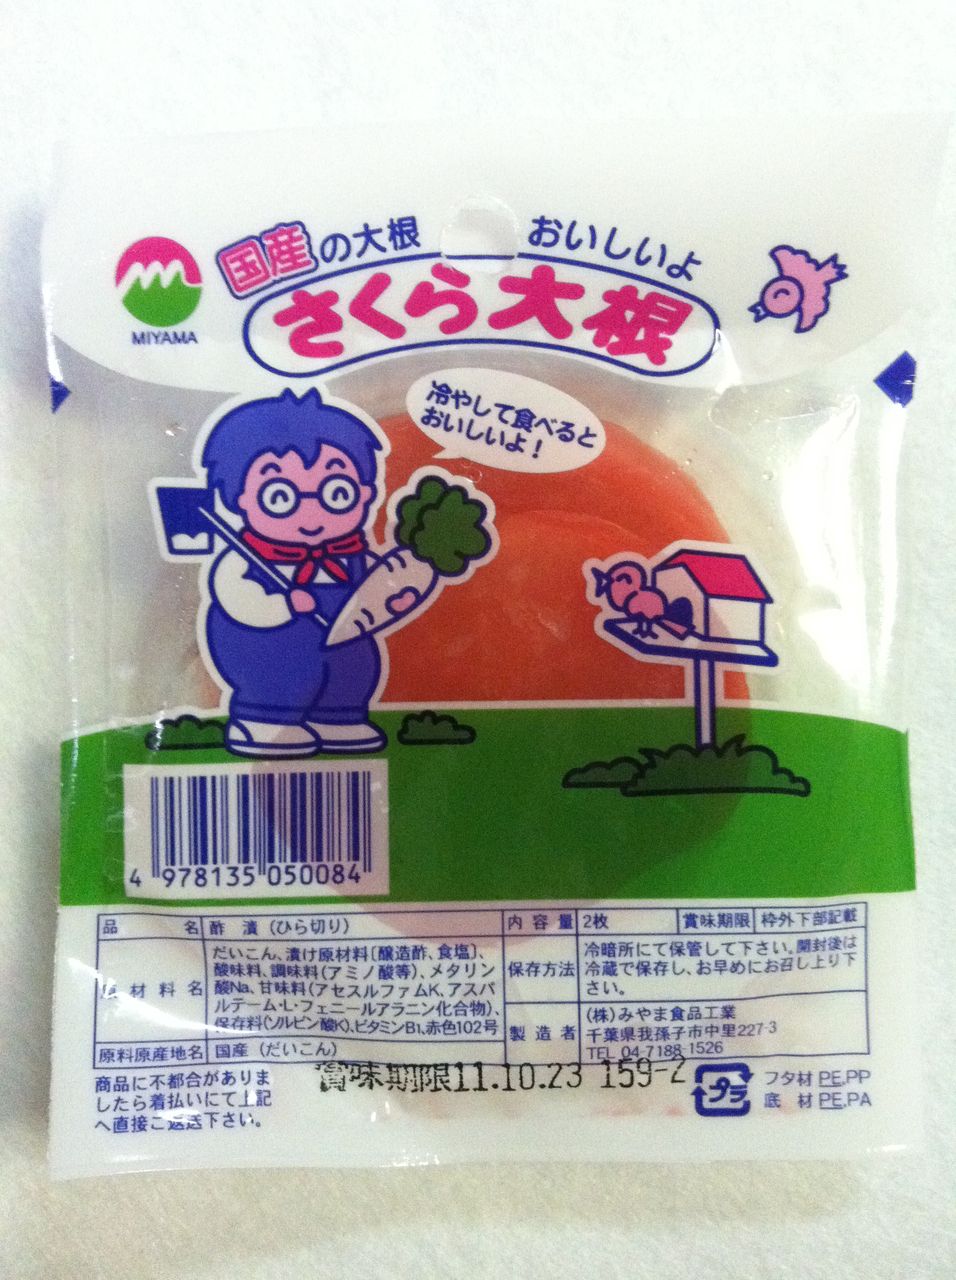 MIYAMA
国産の大根
おいしいよ
さくら大根
冷やして食べると
おいしいよ!
4 978135 050084
品名 酢漬(ひら切り)
内容量 2枚
賞味期限 枠外下部記載
原材料名 だいこん、漬け原材料〔醸造酢、食塩〕、
酸味料、調味料(アミノ酸等)、メタリン
酸Na、甘味料(アセスルファムK、アスパ
ルテーム・L・フェニールアラニン化合物)、
保存料(ソルビン酸K)、ビタミンB1、赤色102号
保存方法 冷暗所にて保管して下さい。開封後は
冷蔵で保存し、お早めにお召し上り下
さい。
製造者 (株)みやま食品工業
千葉県我孫子市中里227-3
TEL 04-7188-1526
原料原産地名 国産(だいこん)
賞味期限11.10.23 159-2
商品に不都合がありま
したら着払いにて上記
へ直接ご返送下さい。
プラ
フタ材 PE,PP
底材 PE,PA